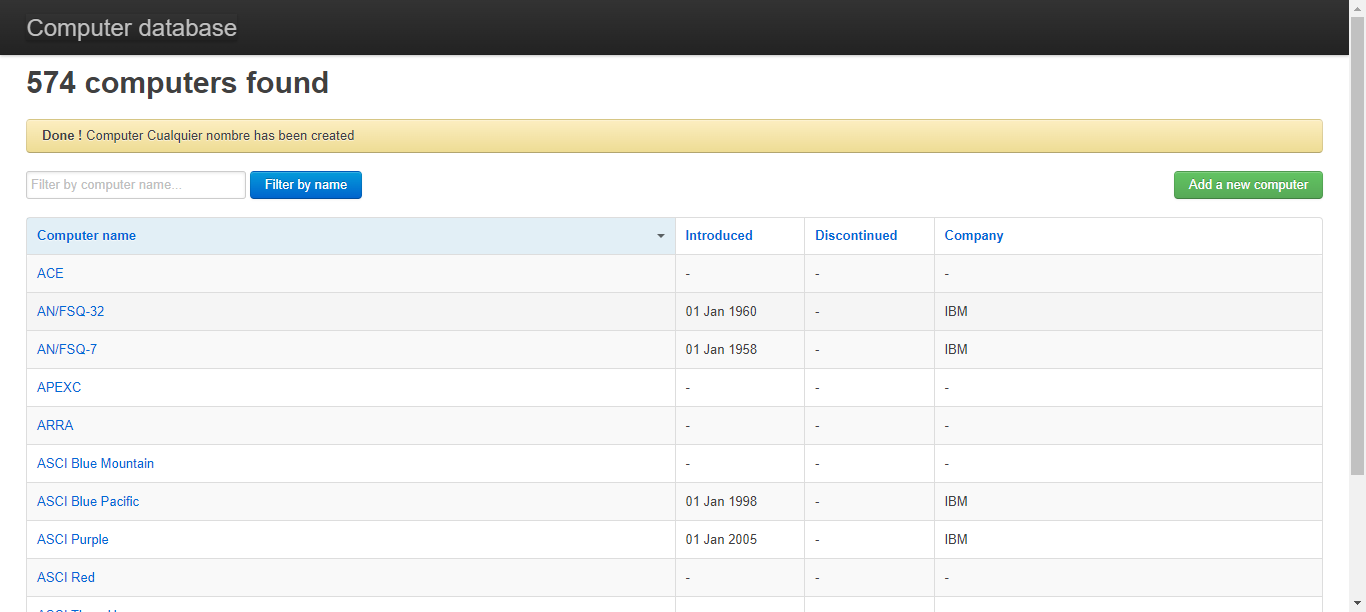 Computer database
574 computers found
Done ! Computer Cualquier nombre has been created
Filter by computer name... Filter by name Add a new computer
Computer name Introduced Discontinued Company
ACE - - -
AN/FSQ-32 01 Jan 1960 - IBM
AN/FSQ-7 01 Jan 1958 - IBM
APEXC - - -
ARRA - - -
ASCI Blue Mountain - - -
ASCI Blue Pacific 01 Jan 1998 - IBM
ASCI Purple 01 Jan 2005 - IBM
ASCI Red - - -